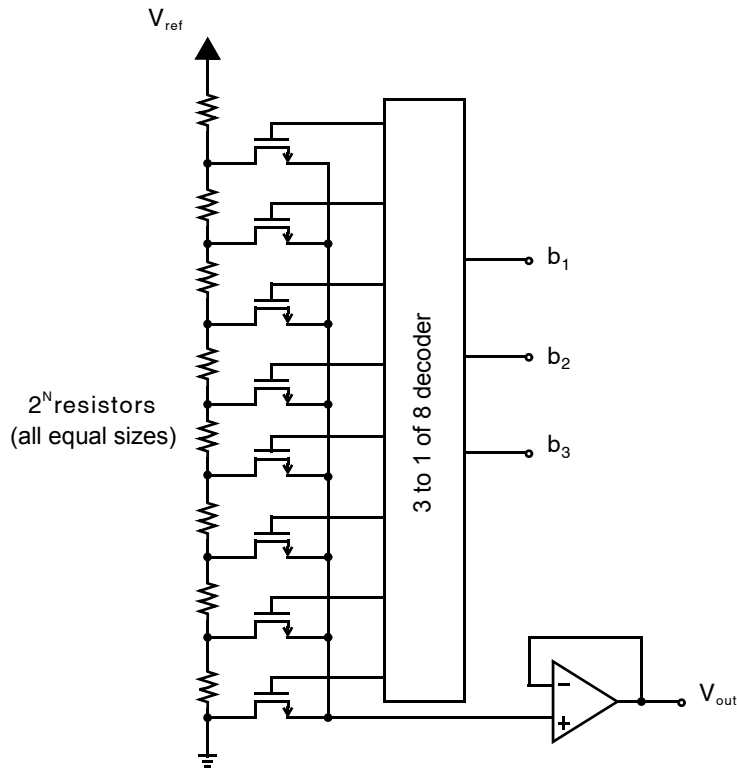 V_ref
b_1
b_2
2^N resistors
(all equal sizes)
b_3
3 to 1 of 8 decoder
-
+
V_out